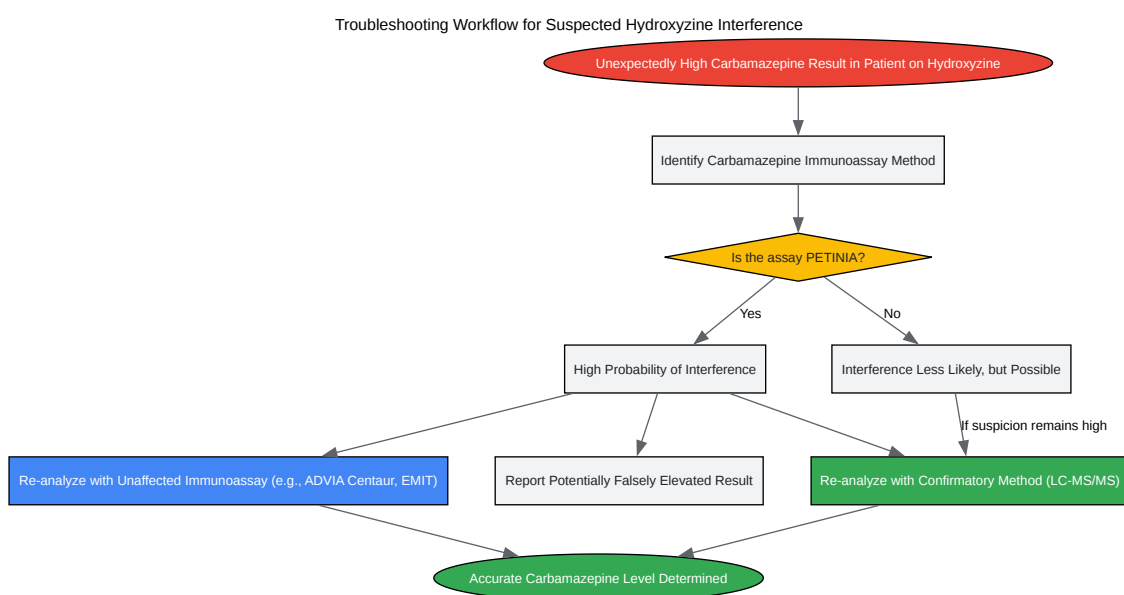 Troubleshooting Workflow for Suspected Hydroxyzine Interference
Unexpectedly High Carbamazepine Result in Patient on Hydroxyzine
Identify Carbamazepine Immunoassay Method
Is the assay PETINIA?
Yes
No
High Probability of Interference
Interference Less Likely, but Possible
If suspicion remains high
Re-analyze with Unaffected Immunoassay (e.g., ADVIA Centaur, EMIT)
Report Potentially Falsely Elevated Result
Re-analyze with Confirmatory Method (LC-MS/MS)
Accurate Carbamazepine Level Determined